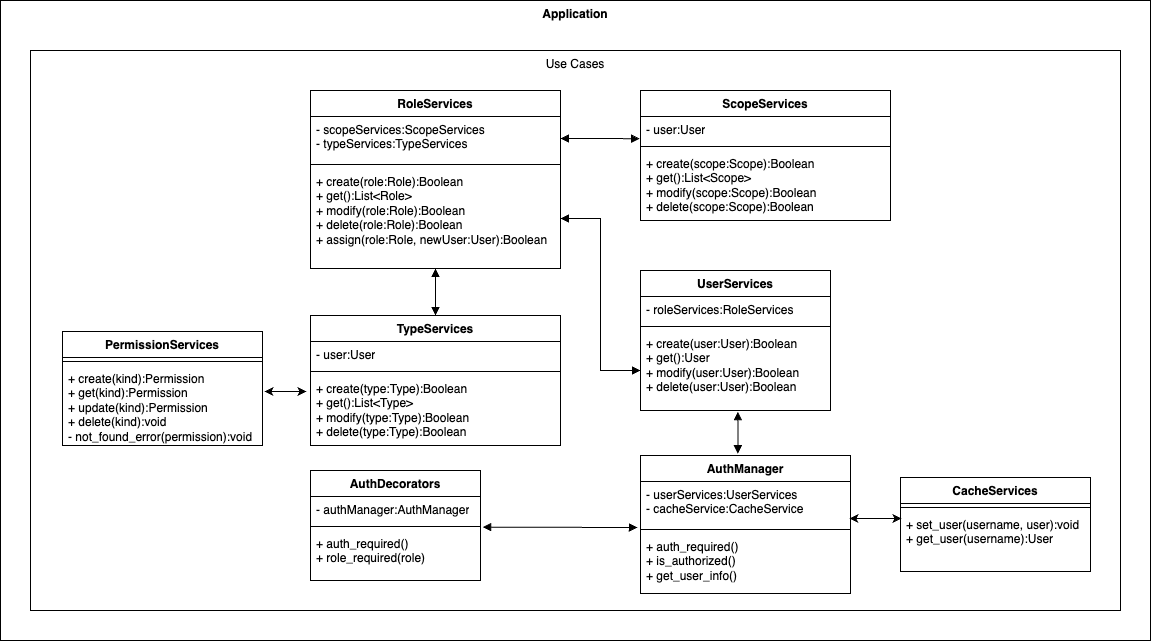 Application
Use Cases
RoleServices
- scopeServices:ScopeServices
- typeServices:TypeServices
+ create(role:Role):Boolean
+ get():List<Role>
+ modify(role:Role):Boolean
+ delete(role:Role):Boolean
+ assign(role:Role, newUser:User):Boolean
ScopeServices
- user:User
+ create(scope:Scope):Boolean
+ get():List<Scope>
+ modify(scope:Scope):Boolean
+ delete(scope:Scope):Boolean
UserServices
- roleServices:RoleServices
+ create(user:User):Boolean
+ get():User
+ modify(user:User):Boolean
+ delete(user:User):Boolean
PermissionServices
+ create(kind):Permission
+ get(kind):Permission
+ update(kind):Permission
+ delete(kind):void
- not_found_error(permission):void
TypeServices
- user:User
+ create(type:Type):Boolean
+ get():List<Type>
+ modify(type:Type):Boolean
+ delete(type:Type):Boolean
AuthDecorators
- authManager:AuthManager
+ auth_required()
+ role_required(role)
AuthManager
- userServices:UserServices
- cacheService:CacheService
+ auth_required()
+ is_authorized()
+ get_user_info()
CacheServices
+ set_user(username, user):void
+ get_user(username):User